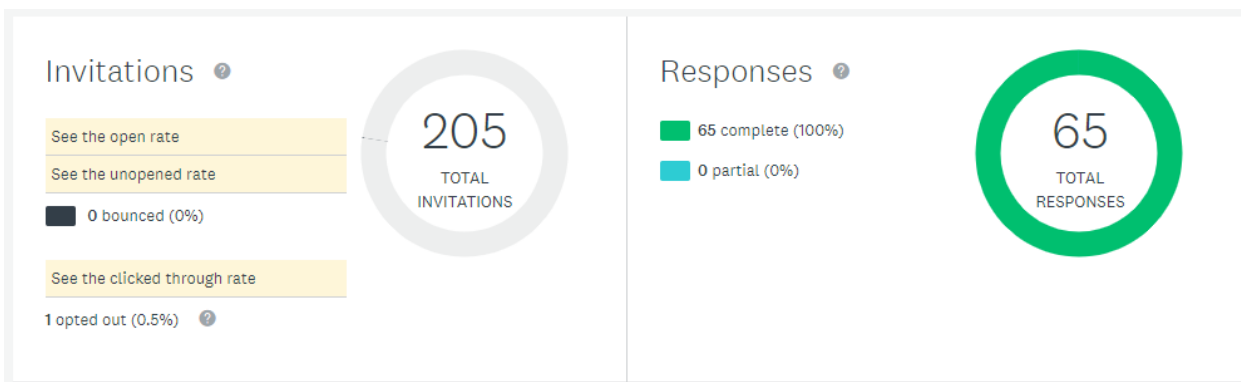 Invitations
See the open rate
See the unopened rate
0 bounced (0%)
See the clicked through rate
1 opted out (0.5%)
205
TOTAL
INVITATIONS
Responses
65 complete (100%)
0 partial (0%)
65
TOTAL
RESPONSES